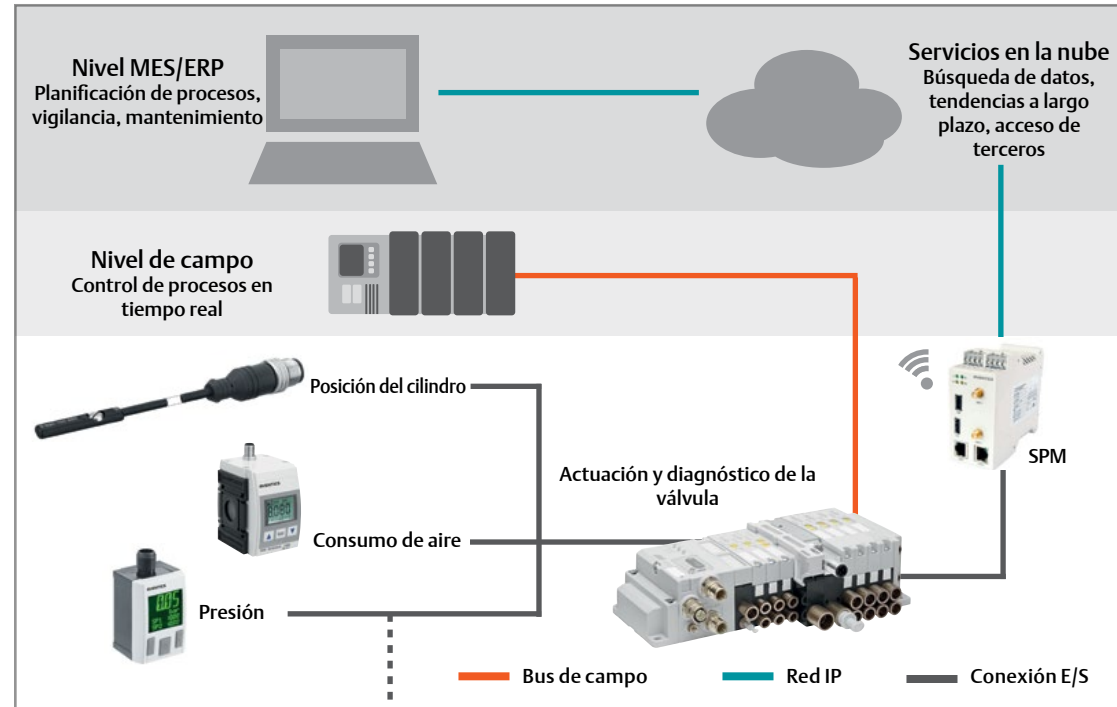 Nivel MES/ERP
Planificación de procesos,
vigilancia, mantenimiento
Servicios en la nube
Búsqueda de datos,
tendencias a largo
plazo, acceso de
terceros
Nivel de campo
Control de procesos en
tiempo real
Posición del cilindro
Consumo de aire
Presión
Actuación y diagnóstico de la
válvula
SPM
Bus de campo
Red IP
Conexión E/S